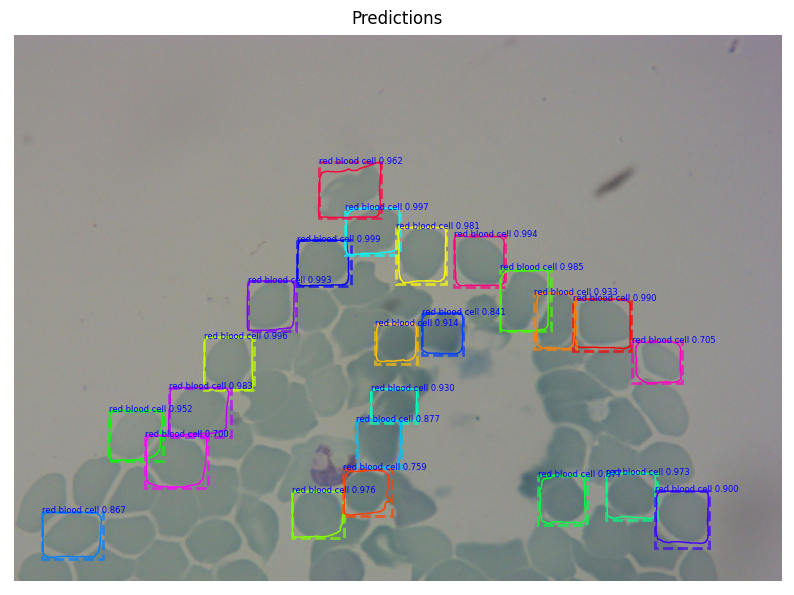 Predictions
red blood cell 0.962
red blood cell 0.997
red blood cell 0.981
red blood cell 0.994
red blood cell 0.999
red blood cell 0.985
red blood cell 0.993
red blood cell 0.933
red blood cell 0.990
red blood cell 0.841
red blood cell 0.914
red blood cell 0.996
red blood cell 0.705
red blood cell 0.983
red blood cell 0.930
red blood cell 0.952
red blood cell 0.877
red blood cell 0.700
red blood cell 0.759
red blood cell
red blood cell 0.973
red blood cell 0.976
red blood cell 0.900
red blood cell 0.867